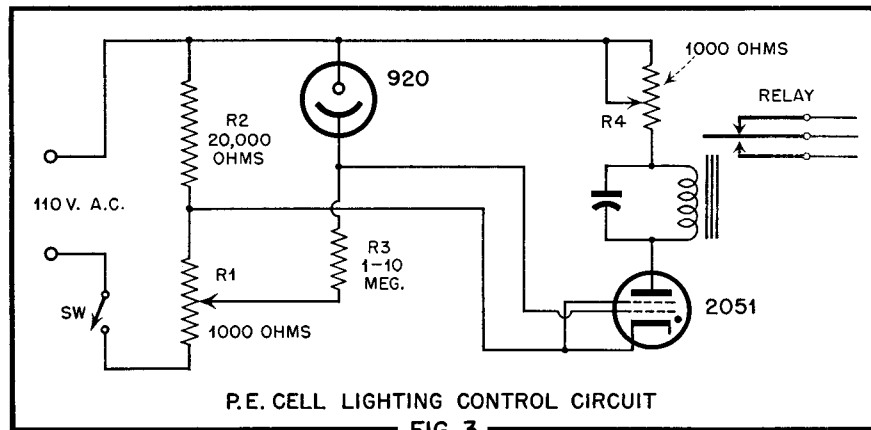 920
1000 OHMS
RELAY
R2
20,000
OHMS
R4
110 V. A.C.
R3
1-10
MEG.
R1
SW
1000 OHMS
2051
P.E. CELL LIGHTING CONTROL CIRCUIT
FIG. 3